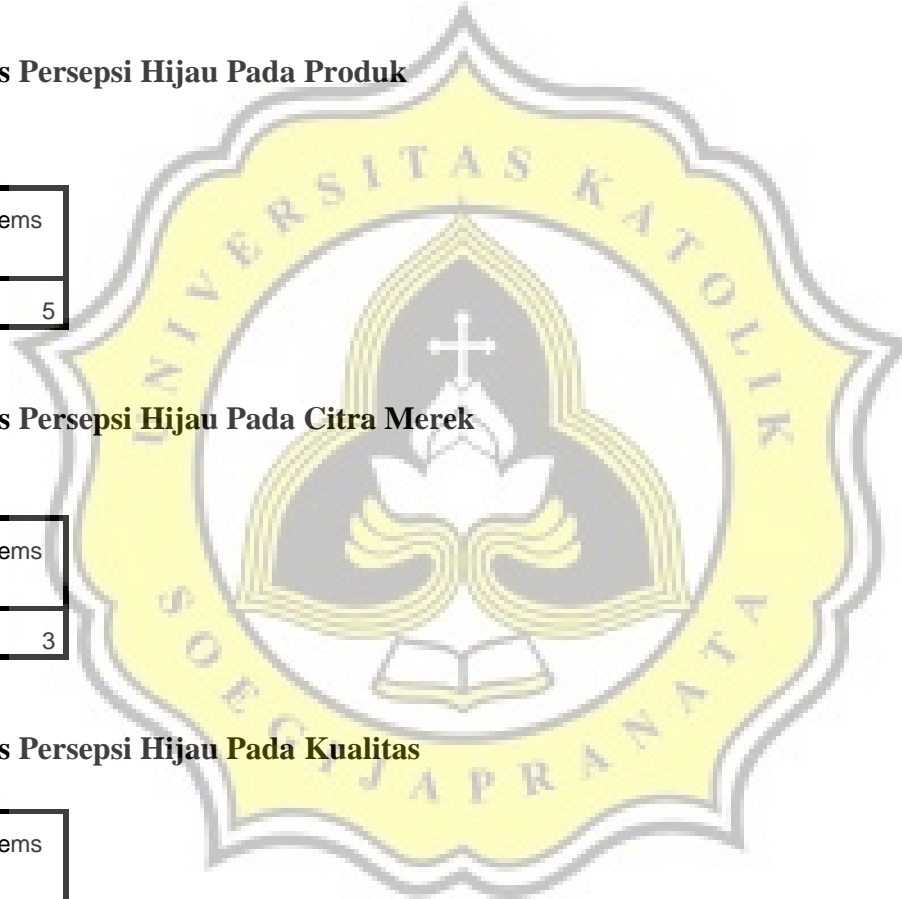 s Persepsi Hijau Pada Produk
UNIVERSITAS KATOLIK
ems
5
s Persepsi Hijau Pada Citra Merek
ems
3
SOEGIJAPRANATA
s Persepsi Hijau Pada Kualitas
ems